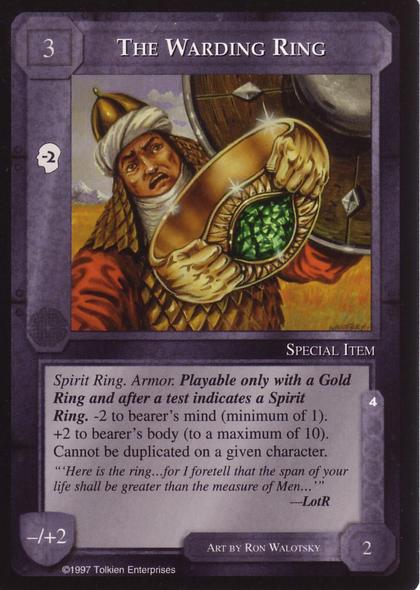 3
THE WARDING RING
-2
SPECIAL ITEM
Spirit Ring. Armor. Playable only with a Gold
Ring and after a test indicates a Spirit
Ring. -2 to bearer's mind (minimum of 1).
+2 to bearer's body (to a maximum of 10).
Cannot be duplicated on a given character.
"'Here is the ring...for I foretell that the span of your
life shall be greater than the measure of Men...'"
—LotR
4
–/+2
ART BY RON WALOTSKY
2
©1997 Tolkien Enterprises